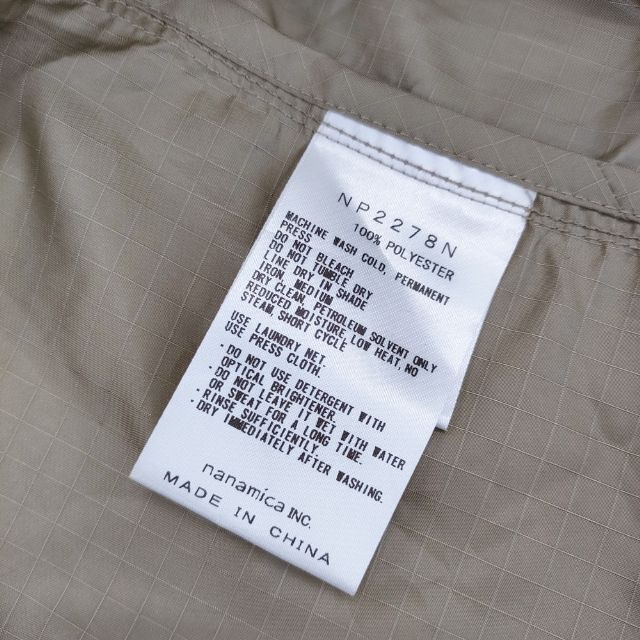 NP2278N
100% POLYESTER
MACHINE WASH COLD, PERMANENT
PRESS
DO NOT BLEACH
DO NOT TUMBLE DRY
LINE DRY IN SHADE
IRON, MEDIUM
DRY CLEAN, PETROLEUM SOLVENT ONLY
REDUCED MOISTURE, LOW HEAT, NO
STEAM, SHORT CYCLE
USE LAUNDRY NET.
USE PRESS CLOTH.
· DO NOT USE DETERGENT WITH
OPTICAL BRIGHTENER.
· DO NOT LEAVE IT WET WITH WATER
OR SWEAT FOR A LONG TIME.
· RINSE SUFFICIENTLY.
· DRY IMMEDIATELY AFTER WASHING.
nanamica INC.
MADE IN CHINA